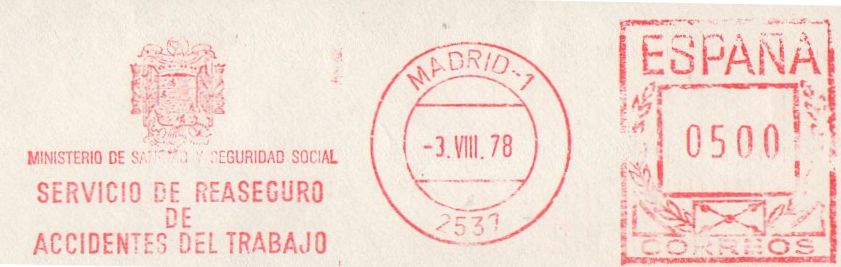 MINISTERIO DE SANIDAD Y SEGURIDAD SOCIAL
SERVICIO DE REASEGURO
DE
ACCIDENTES DEL TRABAJO
MADRID-1
-3.VIII.78
2531
ESPAÑA
0500
CORREOS